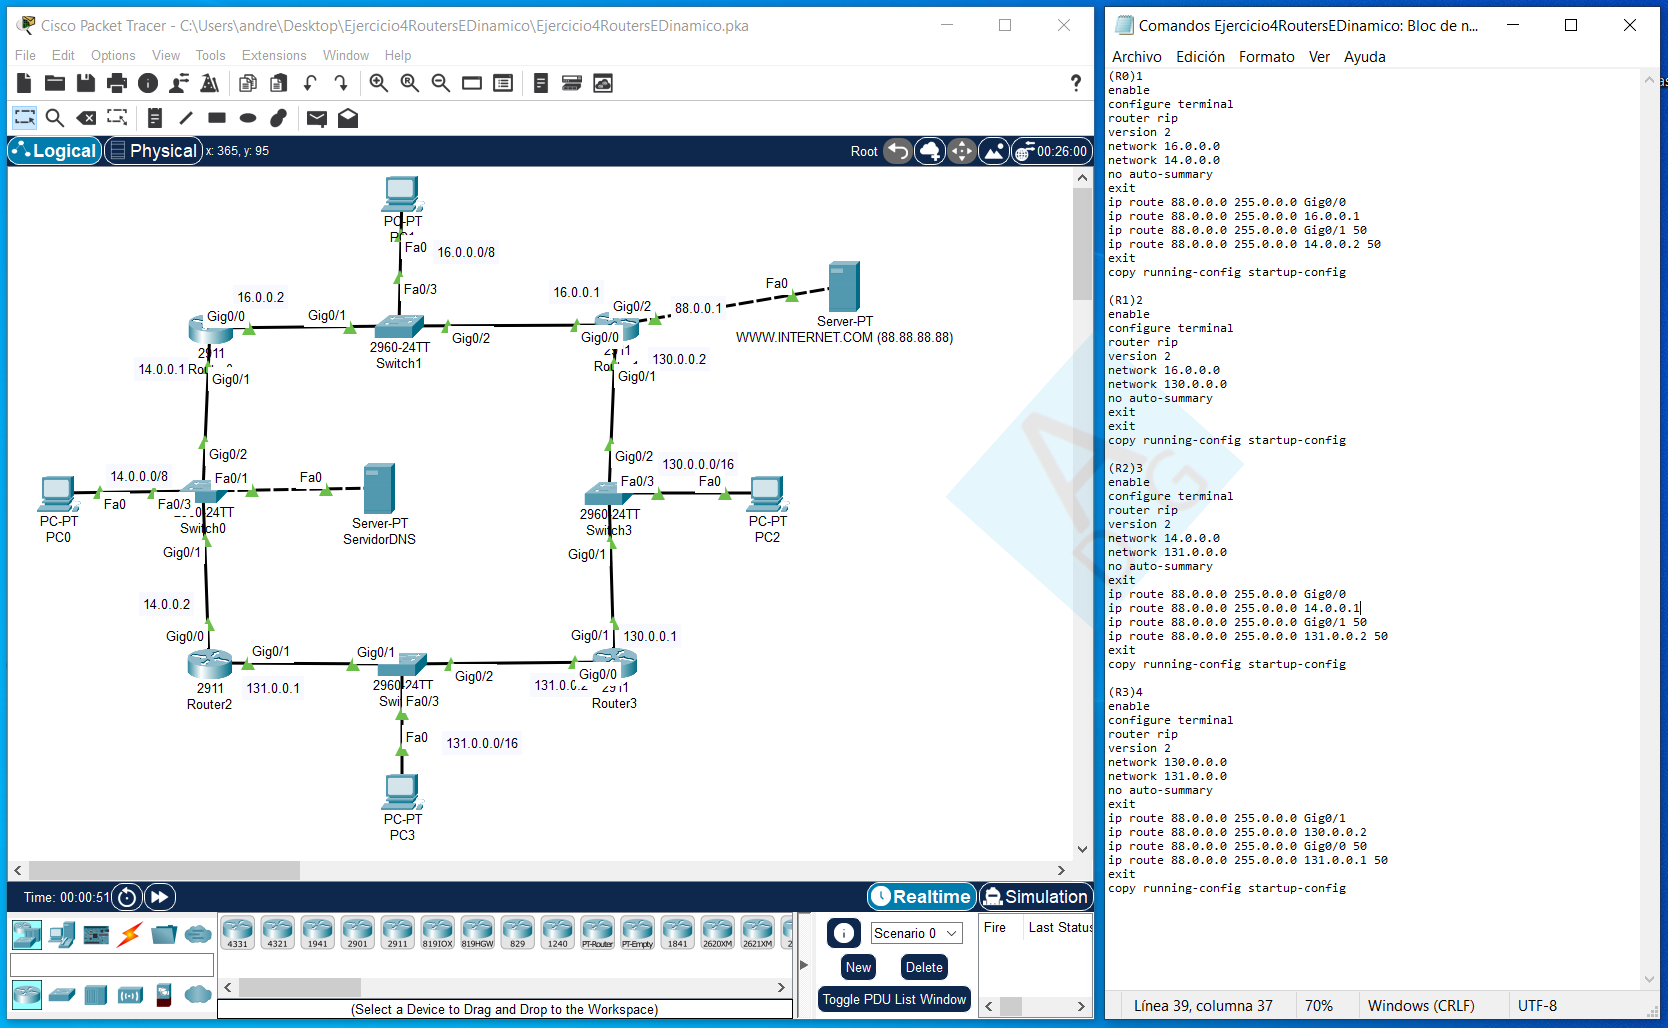 Cisco Packet Tracer - C:\Users\andre\Desktop\Ejercicio4RoutersEDinamico\Ejercicio4RoutersEDinamico.pka
File Edit Options View Tools Extensions Window Help
Logical Physical x: 365, y: 95
Root 00:26:00
PC-PT
Fa0
16.0.0.0/8
Fa0/3
16.0.0.2
Gig0/0
Gig0/1
2960-24TT
Switch1
Gig0/2
16.0.0.1
Gig0/2
Gig0/0
88.0.0.1
Fa0
Server-PT
WWW.INTERNET.COM (88.88.88.88)
2911
14.0.0.1
Gig0/1
130.0.0.2
Gig0/1
Gig0/2
14.0.0.0/8
Fa0/1
Fa0
Fa0
Fa0/3
PC-PT
PC0
Switch0
Server-PT
ServidorDNS
Gig0/1
Gig0/2
130.0.0.0/16
Fa0/3
Fa0
2960-24TT
Switch3
PC-PT
PC2
Gig0/1
14.0.0.2
Gig0/0
Gig0/1
2911
Router2
131.0.0.1
Gig0/1
2960-24TT
Fa0/3
Gig0/2
Gig0/1
130.0.0.1
Gig0/0
2911
Router3
Fa0
131.0.0.0/16
PC-PT
PC3
Time: 00:00:51
Realtime Simulation
4331 4321 1941 2901 2911 819IOX 819HGW 829 1240 PT-Router PT-Empty 1841 2620XM 2621XM
(Select a Device to Drag and Drop to the Workspace)
Scenario 0
New Delete
Toggle PDU List Window
Fire Last Status
Comandos Ejercicio4RoutersEDinamico: Bloc de n...
Archivo Edición Formato Ver Ayuda
(R0)1
enable
configure terminal
router rip
version 2
network 16.0.0.0
network 14.0.0.0
no auto-summary
exit
ip route 88.0.0.0 255.0.0.0 Gig0/0
ip route 88.0.0.0 255.0.0.0 16.0.0.1
ip route 88.0.0.0 255.0.0.0 Gig0/1 50
ip route 88.0.0.0 255.0.0.0 14.0.0.2 50
exit
copy running-config startup-config
(R1)2
enable
configure terminal
router rip
version 2
network 16.0.0.0
network 130.0.0.0
no auto-summary
exit
exit
copy running-config startup-config
(R2)3
enable
configure terminal
router rip
version 2
network 14.0.0.0
network 131.0.0.0
no auto-summary
exit
ip route 88.0.0.0 255.0.0.0 Gig0/0
ip route 88.0.0.0 255.0.0.0 14.0.0.1
ip route 88.0.0.0 255.0.0.0 Gig0/1 50
ip route 88.0.0.0 255.0.0.0 131.0.0.2 50
exit
copy running-config startup-config
(R3)4
enable
configure terminal
router rip
version 2
network 130.0.0.0
network 131.0.0.0
no auto-summary
exit
ip route 88.0.0.0 255.0.0.0 Gig0/1
ip route 88.0.0.0 255.0.0.0 130.0.0.2
ip route 88.0.0.0 255.0.0.0 Gig0/0 50
ip route 88.0.0.0 255.0.0.0 131.0.0.1 50
exit
copy running-config startup-config
Línea 39, columna 37 70% Windows (CRLF) UTF-8